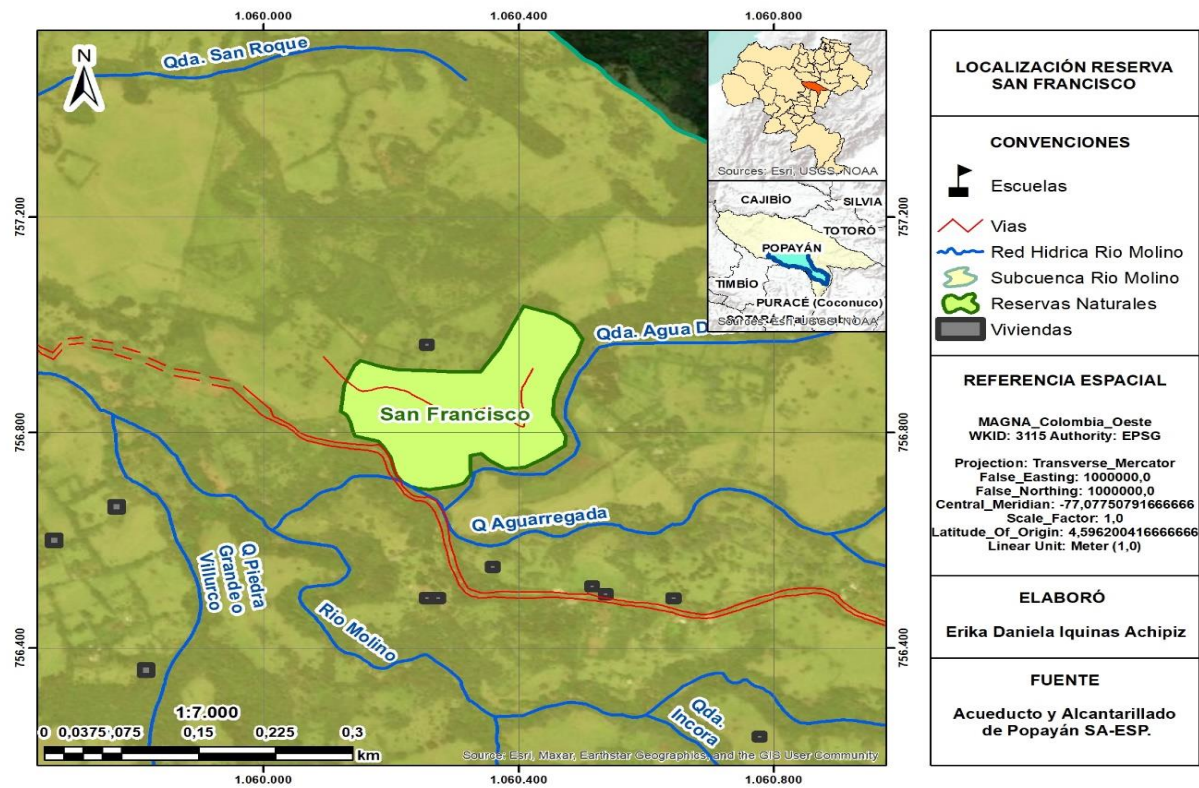 1.060.000
1.060.400
1.060.800
N
Qda. San Roque
757.200
757.200
Qda. Agua D
San Francisco
756.800
756.800
Q Aguarregada
Q Piedra
Grande o
Villurco
Rio Molino
756.400
756.400
Qda.
Incora
1:7.000
0 0,0375 ,075 0,15 0,225 0,3
km
Source: Esri, Maxar, Earthstar Geographics, and the GIS User Community
1.060.000
1.060.400
1.060.800
Sources: Esri, USGS, NOAA
CAJIBÌO
SILVIA
TOTORÓ
POPAYÁN
TIMBÌO
PURACÉ (Coconuco)
Sources: Esri, USGS, NOAA
LOCALIZACIÓN RESERVA
SAN FRANCISCO
CONVENCIONES
Escuelas
Vias
Red Hidrica Rio Molino
Subcuenca Rio Molino
Reservas Naturales
Viviendas
REFERENCIA ESPACIAL
MAGNA_Colombia_Oeste
WKID: 3115 Authority: EPSG
Projection: Transverse_Mercator
False_Easting: 1000000,0
False_Northing: 1000000,0
Central_Meridian: -77,07750791666666
Scale_Factor: 1,0
Latitude_Of_Origin: 4,596200416666666
Linear Unit: Meter (1,0)
ELABORÓ
Erika Daniela Iquinas Achipiz
FUENTE
Acueducto y Alcantarillado
de Popayán SA-ESP.